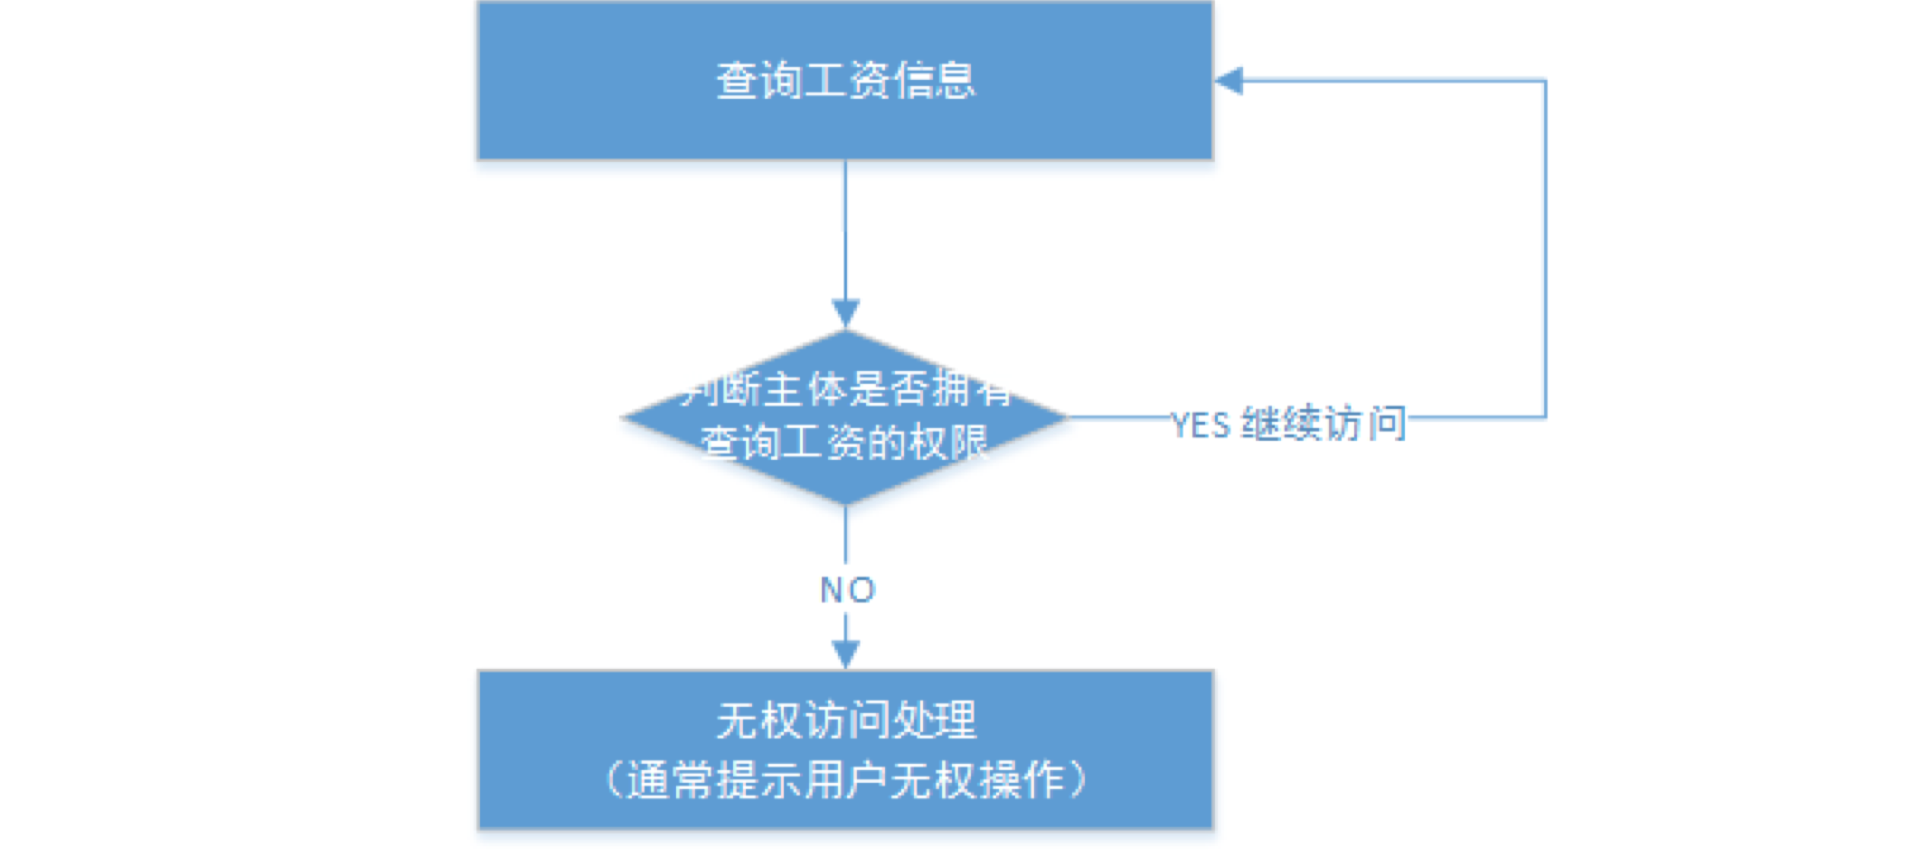 查询工资信息
判断主体是否拥有
查询工资的权限
YES 继续访问
NO
无权访问处理
（通常提示用户无权操作）